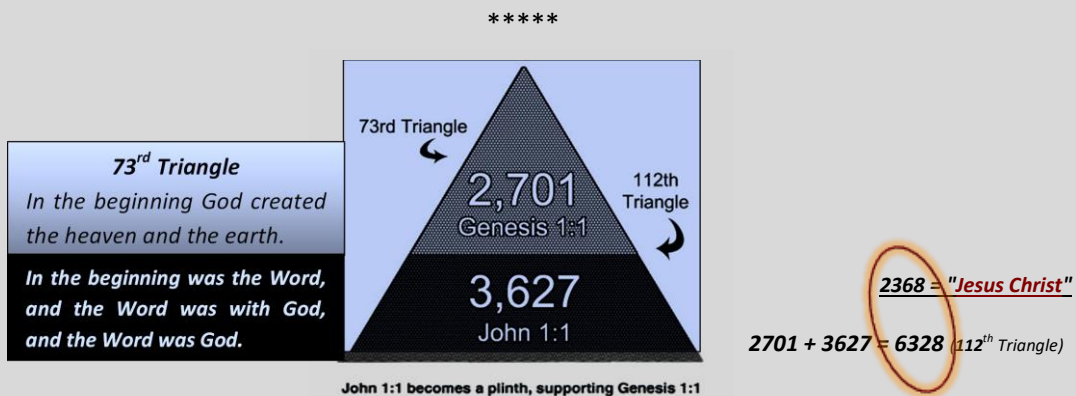 *****
73rd Triangle
In the beginning God created
the heaven and the earth.
In the beginning was the Word,
and the Word was with God,
and the Word was God.
73rd Triangle
2,701
Genesis 1:1
112th
Triangle
3,627
John 1:1
John 1:1 becomes a plinth, supporting Genesis 1:1
2368 = "Jesus Christ"
2701 + 3627 = 6328 (112th Triangle)